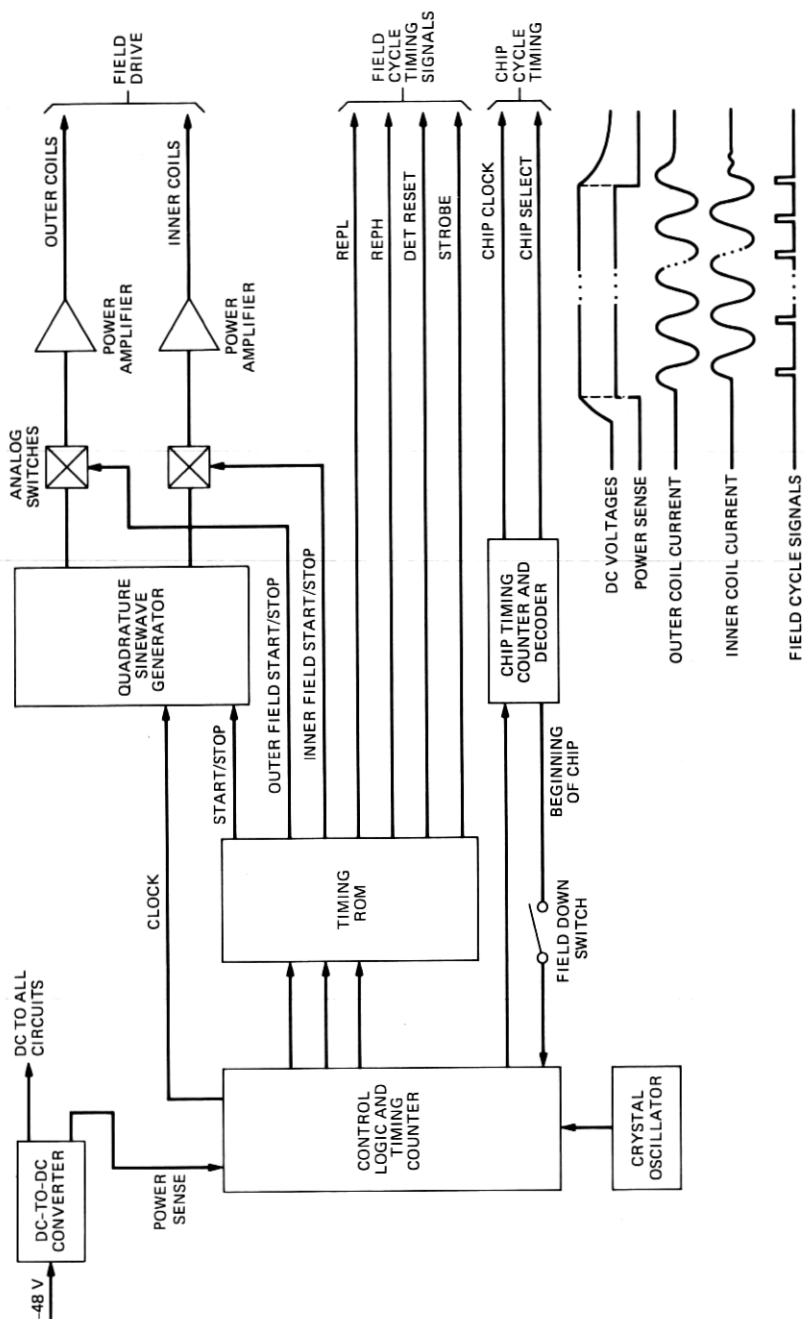 –48 V
DC-TO-DC
CONVERTER
DC TO ALL
CIRCUITS
POWER
SENSE
CONTROL
LOGIC AND
TIMING
COUNTER
CRYSTAL
OSCILLATOR
CLOCK
TIMING
ROM
START/STOP
OUTER FIELD START/STOP
INNER FIELD START/STOP
FIELD DOWN
SWITCH
BEGINNING
OF CHIP
QUADRATURE
SINEWAVE
GENERATOR
CHIP TIMING
COUNTER AND
DECODER
ANALOG
SWITCHES
POWER
AMPLIFIER
POWER
AMPLIFIER
OUTER COILS
INNER COILS
REPL
REPH
DET RESET
STROBE
CHIP CLOCK
CHIP SELECT
FIELD
DRIVE
FIELD
CYCLE
TIMING
SIGNALS
CHIP
CYCLE
TIMING
DC VOLTAGES
POWER SENSE
OUTER COIL CURRENT
INNER COIL CURRENT
FIELD CYCLE SIGNALS